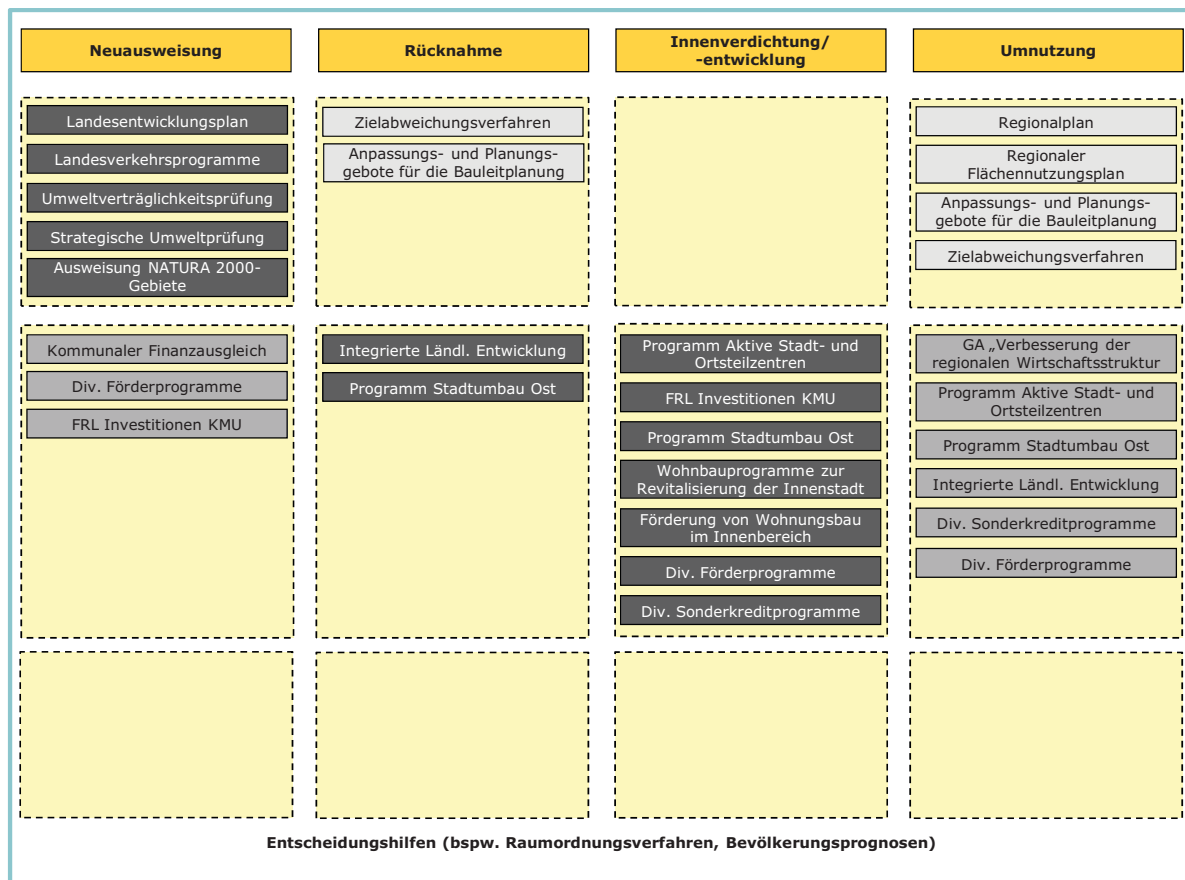 Neuausweisung
Rücknahme
Innenverdichtung/
-entwicklung
Umnutzung
Landesentwicklungsplan
Landesverkehrsprogramme
Umweltverträglichkeitsprüfung
Strategische Umweltprüfung
Ausweisung NATURA 2000-
Gebiete
Zielabweichungsverfahren
Anpassungs- und Planungs-
gebote für die Bauleitplanung
Regionalplan
Regionaler
Flächennutzungsplan
Anpassungs- und Planungs-
gebote für die Bauleitplanung
Zielabweichungsverfahren
Kommunaler Finanzausgleich
Div. Förderprogramme
FRL Investitionen KMU
Integrierte Ländl. Entwicklung
Programm Stadtumbau Ost
Programm Aktive Stadt- und
Ortsteilzentren
FRL Investitionen KMU
Programm Stadtumbau Ost
Wohnbauprogramme zur
Revitalisierung der Innenstadt
Förderung von Wohnungsbau
im Innenbereich
Div. Förderprogramme
Div. Sonderkreditprogramme
GA „Verbesserung der
regionalen Wirtschaftsstruktur
Programm Aktive Stadt- und
Ortsteilzentren
Programm Stadtumbau Ost
Integrierte Ländl. Entwicklung
Div. Sonderkreditprogramme
Div. Förderprogramme
Entscheidungshilfen (bspw. Raumordnungsverfahren, Bevölkerungsprognosen)